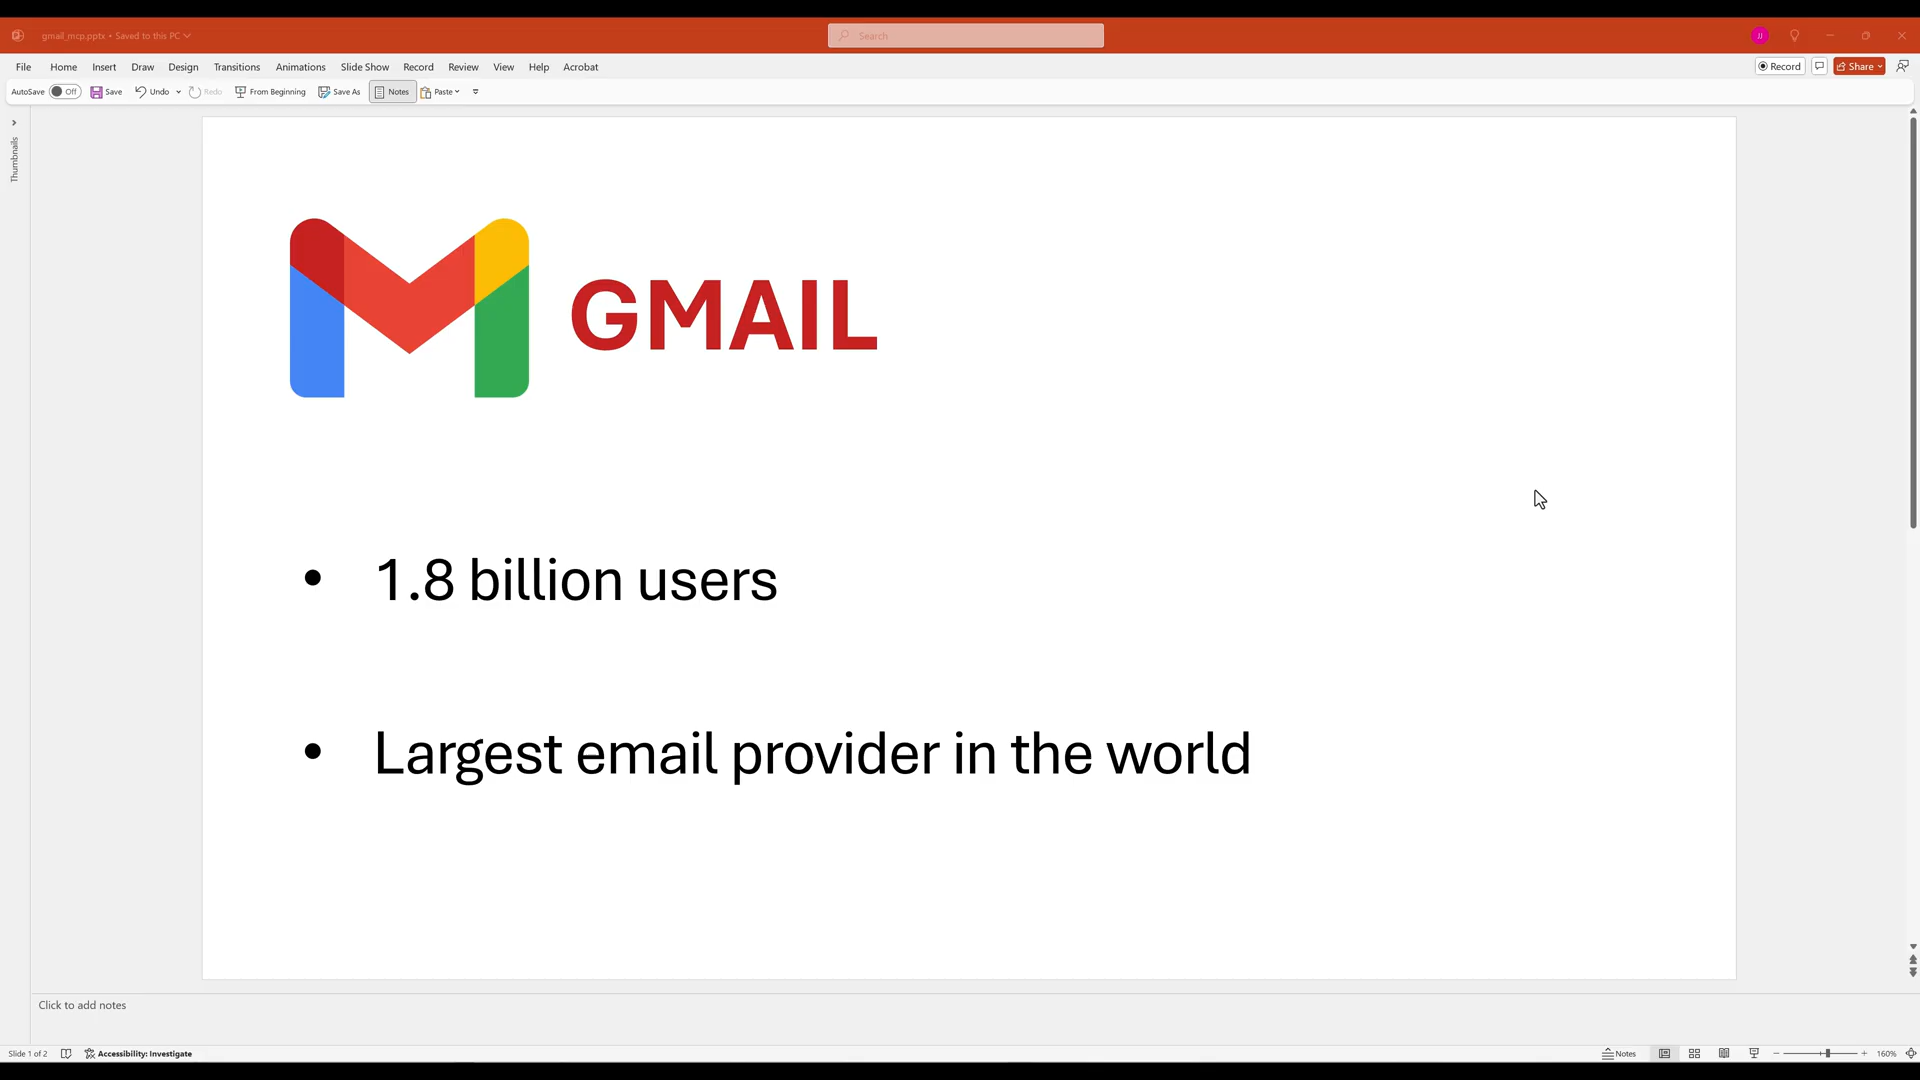 gmail_mcp.pptx • Saved to this PC
Search
JJ
File Home Insert Draw Design Transitions Animations Slide Show Record Review View Help Acrobat
Record Share
AutoSave Off Save Undo Redo From Beginning Save As Notes Paste
Thumbnails
GMAIL
• 1.8 billion users
• Largest email provider in the world
Click to add notes
Slide 1 of 2 Accessibility: Investigate Notes 160%